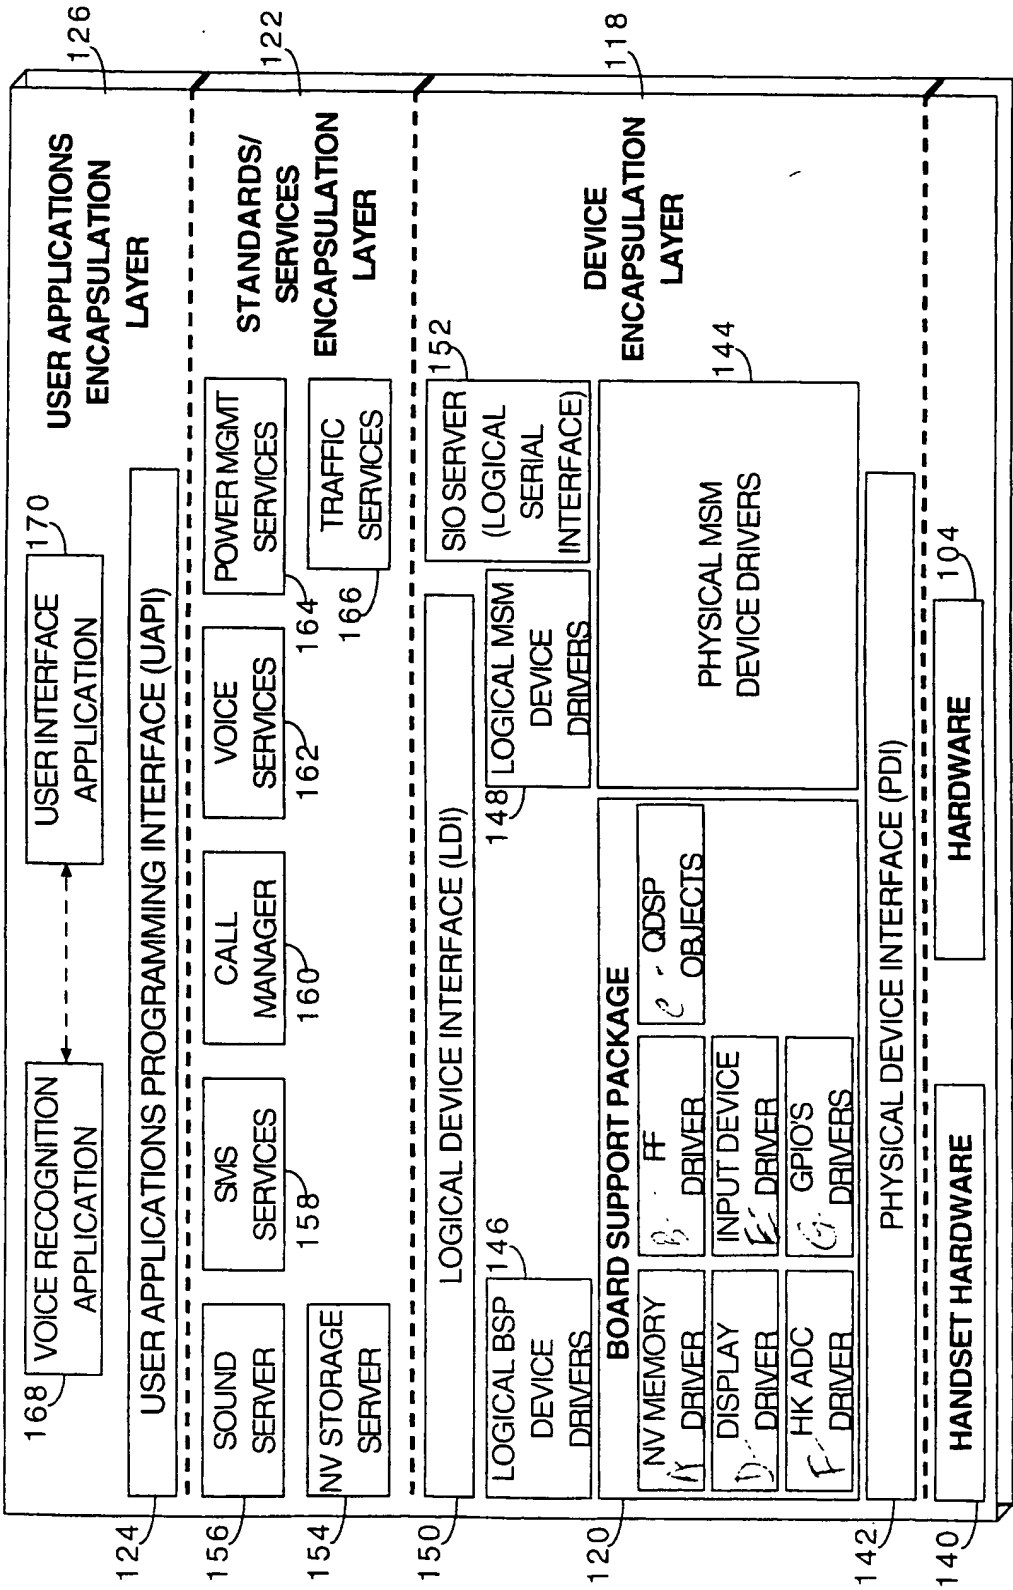 USER APPLICATIONS
ENCAPSULATION
LAYER
126
168
VOICE RECOGNITION
APPLICATION
USER INTERFACE
APPLICATION
170
124
USER APPLICATIONS PROGRAMMING INTERFACE (UAPI)
STANDARDS/
SERVICES
ENCAPSULATION
LAYER
122
156
SOUND
SERVER
SMS
SERVICES
158
CALL
MANAGER
160
VOICE
SERVICES
162
POWER MGMT
SERVICES
164
154
NV STORAGE
SERVER
TRAFFIC
SERVICES
166
DEVICE
ENCAPSULATION
LAYER
118
150
LOGICAL DEVICE INTERFACE (LDI)
SIO SERVER
(LOGICAL
SERIAL
INTERFACE)
152
LOGICAL BSP
DEVICE
DRIVERS
146
LOGICAL MSM
DEVICE
DRIVERS
148
120
BOARD SUPPORT PACKAGE
NV MEMORY
A DRIVER
FF
B DRIVER
C - QDSP
OBJECTS
DISPLAY
D DRIVER
INPUT DEVICE
E DRIVER
HK ADC
F DRIVER
GPIO'S
G DRIVERS
PHYSICAL MSM
DEVICE DRIVERS
144
142
PHYSICAL DEVICE INTERFACE (PDI)
140
HANDSET HARDWARE
HARDWARE
104